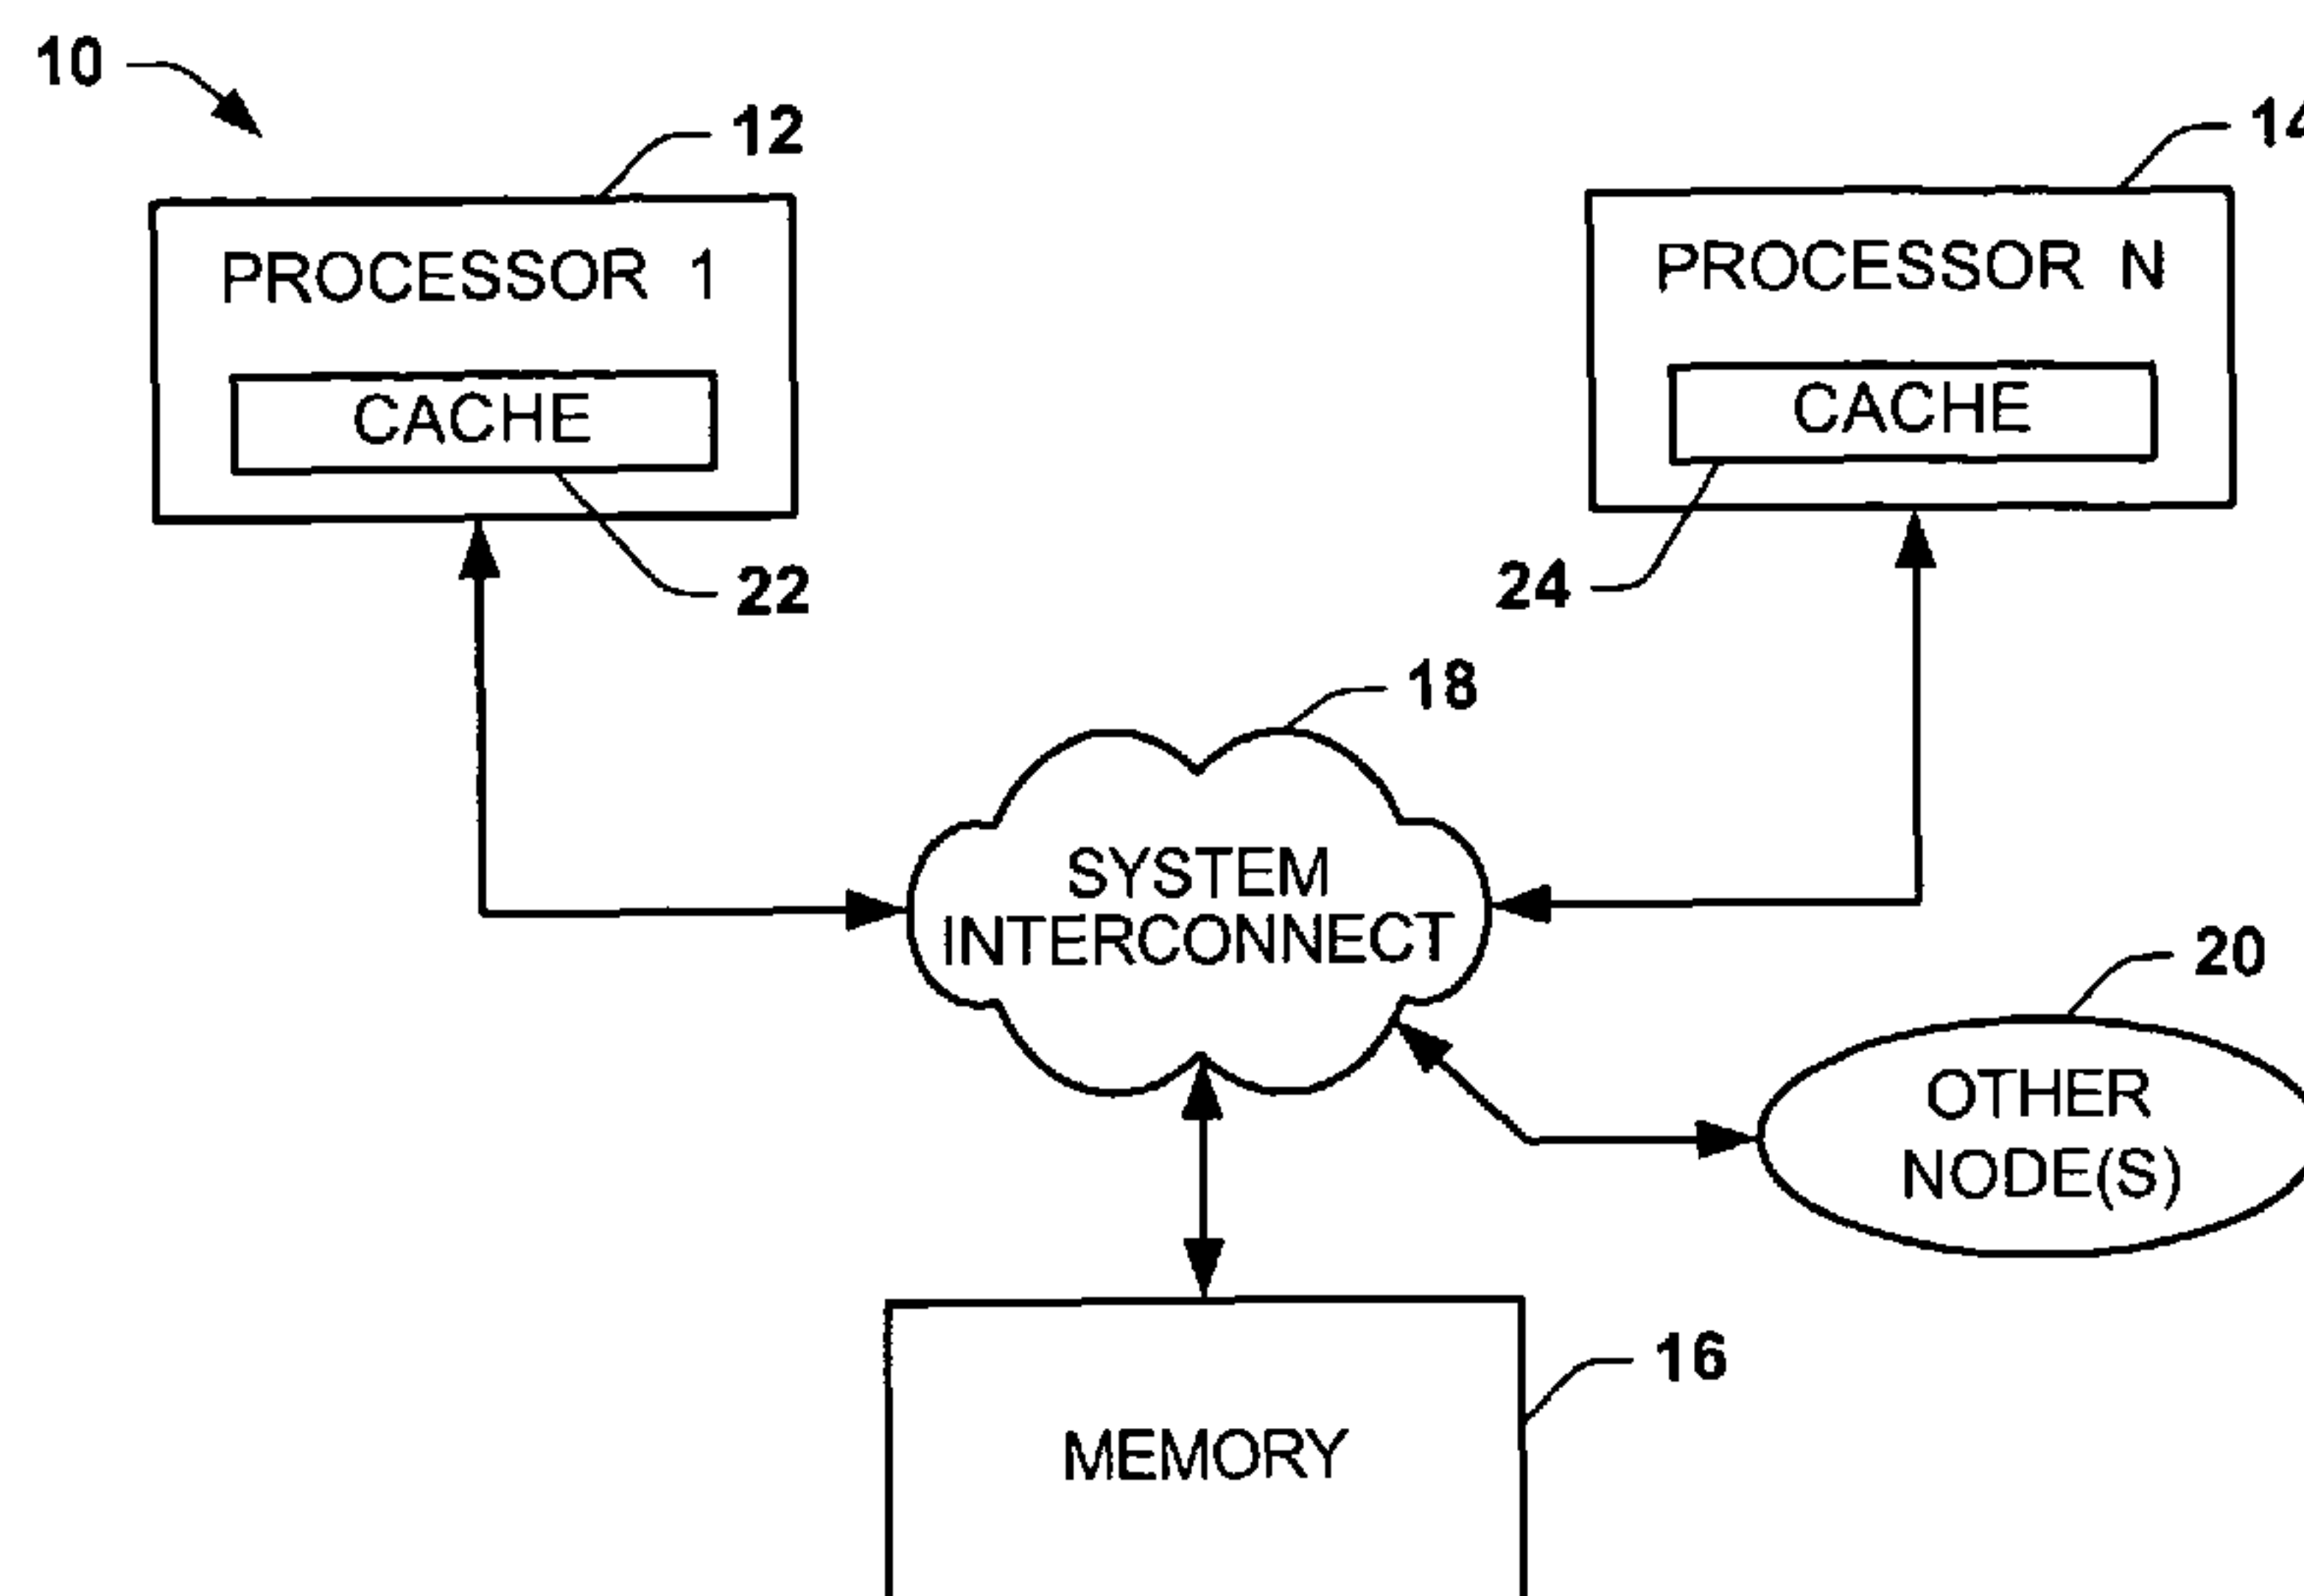 10
12
14
PROCESSOR 1
PROCESSOR N
CACHE
CACHE
22
24
18
SYSTEM
INTERCONNECT
20
OTHER
NODE(S)
16
MEMORY